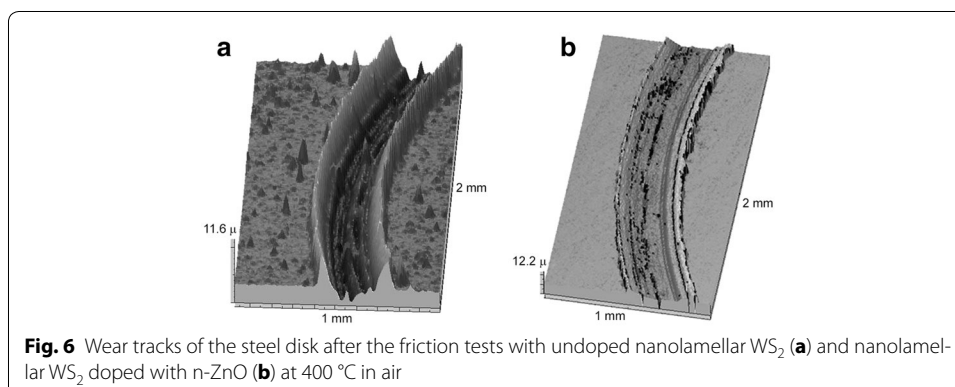 a
b
2 mm
11.6 μ
1 mm
2 mm
12.2 μ
1 mm
Fig. 6 Wear tracks of the steel disk after the friction tests with undoped nanolamellar WS₂ (a) and nanolamel-
lar WS₂ doped with n-ZnO (b) at 400 °C in air